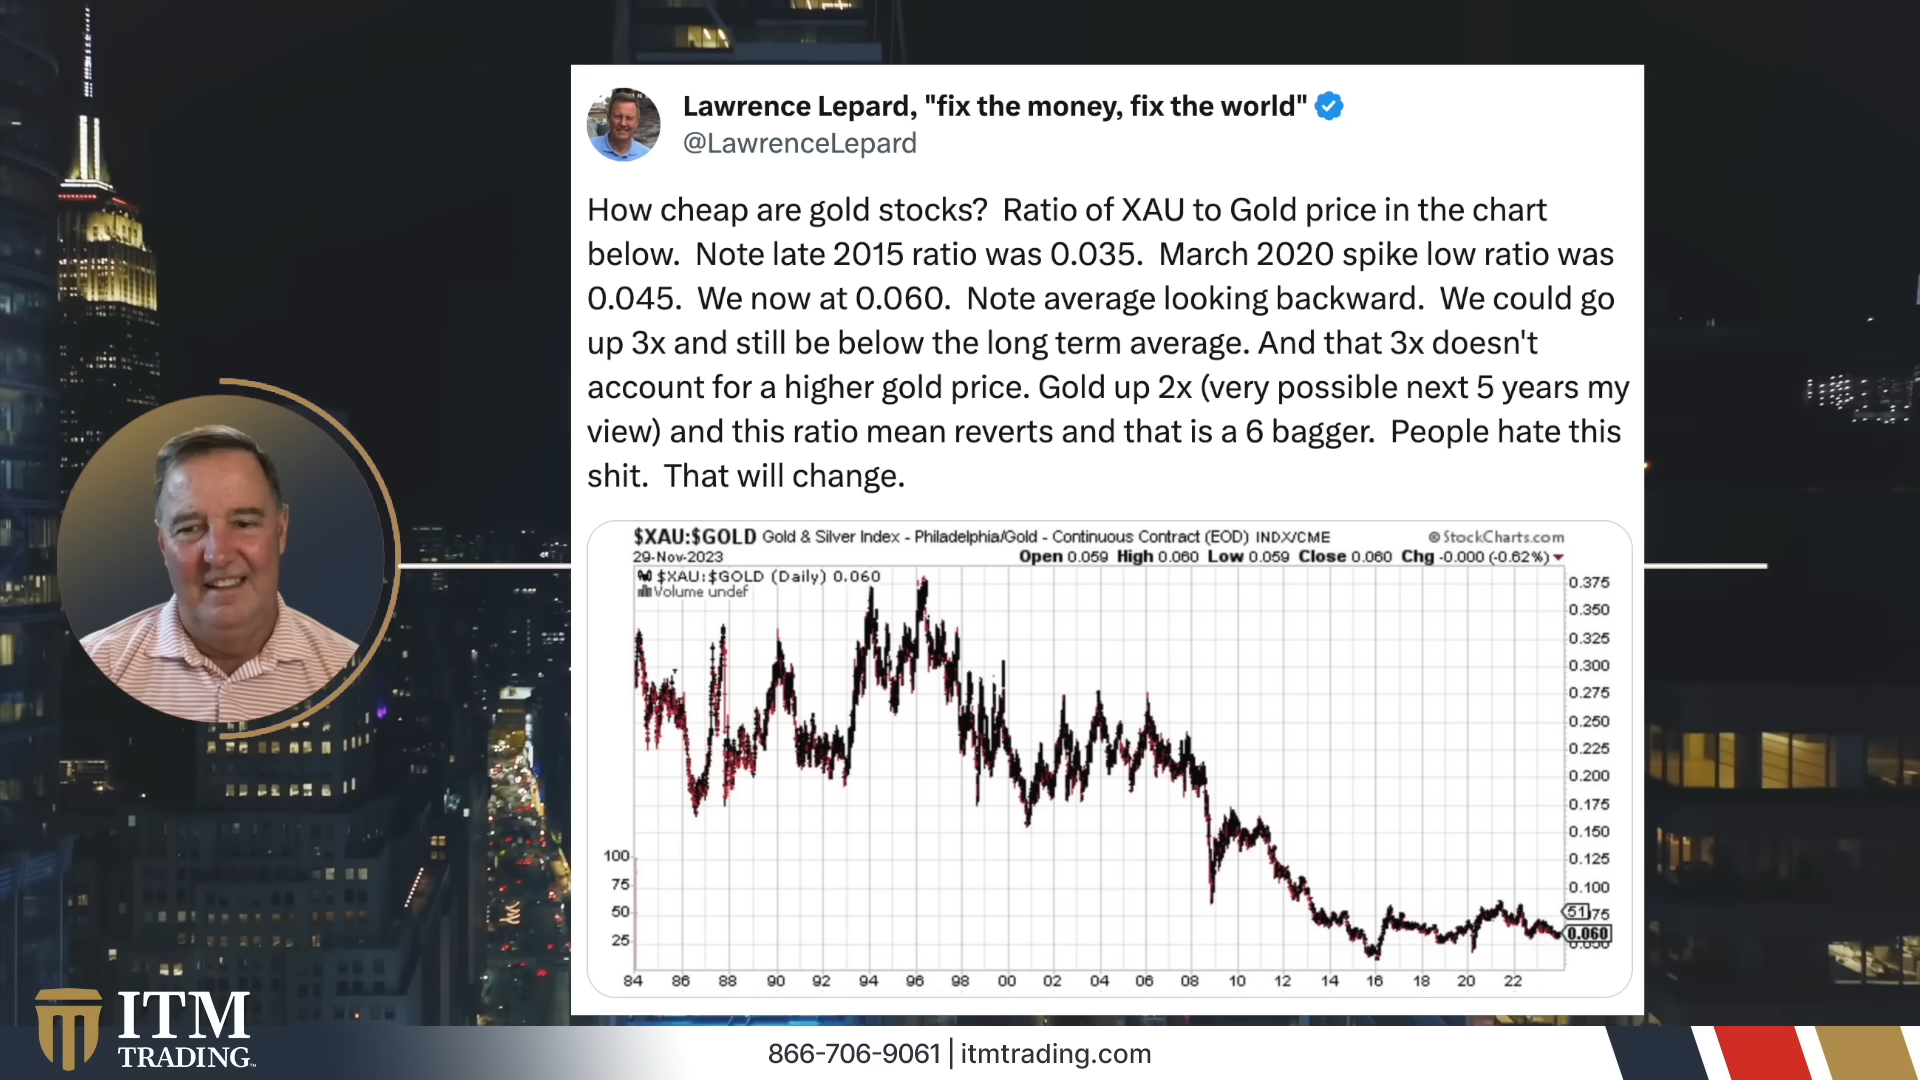 Lawrence Lepard, "fix the money, fix the world"
@LawrenceLepard
How cheap are gold stocks?  Ratio of XAU to Gold price in the chart
below.  Note late 2015 ratio was 0.035.  March 2020 spike low ratio was
0.045.  We now at 0.060.  Note average looking backward.  We could go
up 3x and still be below the long term average. And that 3x doesn't
account for a higher gold price. Gold up 2x (very possible next 5 years my
view) and this ratio mean reverts and that is a 6 bagger.  People hate this
shit.  That will change.
$XAU:$GOLD Gold & Silver Index - Philadelphia/Gold - Continuous Contract (EOD) INDX/CME
© StockCharts.com
29-Nov-2023
Open 0.059 High 0.060 Low 0.059 Close 0.060 Chg -0.000 (-0.62%)
$XAU:$GOLD (Daily) 0.060
Volume undef
0.375
0.350
0.325
0.300
0.275
0.250
0.225
0.200
0.175
0.150
0.125
0.100
51
75
0.060
100
75
50
25
84 86 88 90 92 94 96 98 00 02 04 06 08 10 12 14 16 18 20 22
ITM
TRADING
866-706-9061 | itmtrading.com